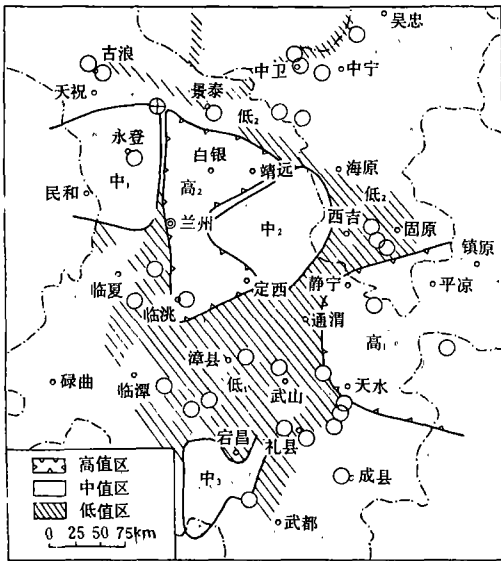 吴忠
古浪
中卫
中宁
天祝
景泰
低₂
永登
白银
靖远
海原
中₁
高₂
低₂
民和
兰州
中₂
西吉
固原
镇原
临夏
临洮
定西
静宁
平凉
通渭
高₁
漳县
碌曲
临潭
低₁
武山
天水
宕昌
礼县
中₃
成县
武都
高值区
中值区
低值区
0 25 50 75km